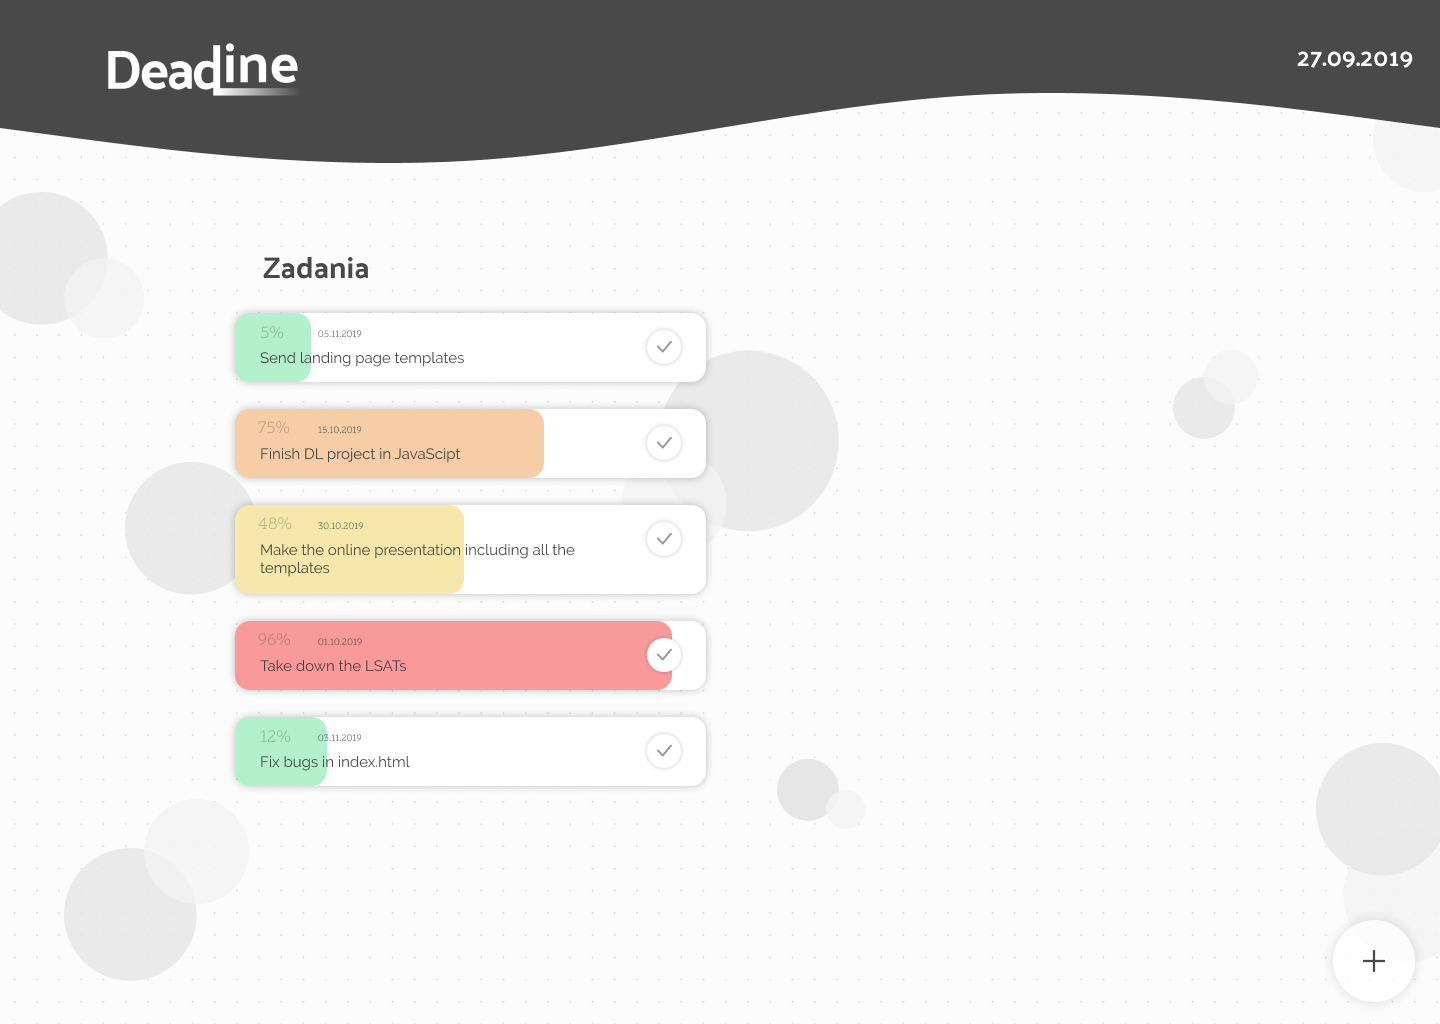 Deadline
27.09.2019
Zadania
5% 05.11.2019
Send landing page templates
75% 15.10.2019
Finish DL project in JavaScipt
48% 30.10.2019
Make the online presentation including all the
templates
96% 01.10.2019
Take down the LSATs
12% 03.11.2019
Fix bugs in index.html